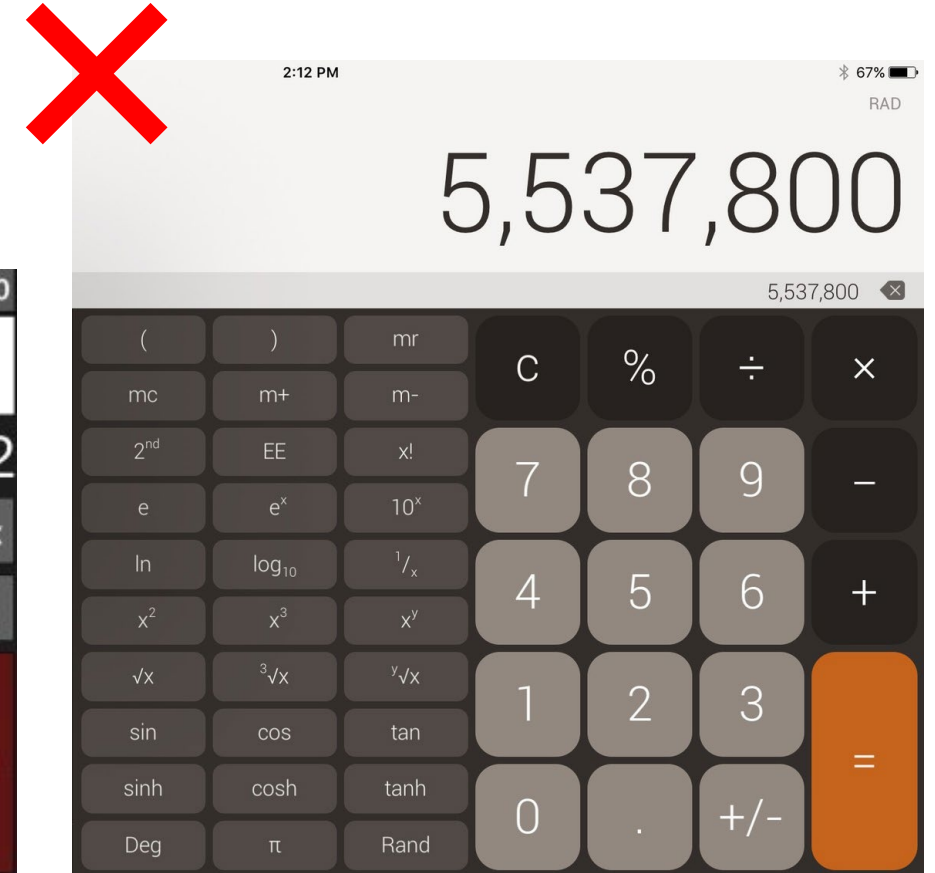 2:12 PM 67%
RAD
5,537,800
5,537,800
( ) mr
C % ÷ ×
mc m+ m-
2nd EE x!
7 8 9 −
e eˣ 10ˣ
ln log₁₀ ¹/ₓ
4 5 6 +
x² x³ xʸ
√x ³√x ʸ√x
1 2 3
sin cos tan
=
sinh cosh tanh
0 . +/-
Deg π Rand